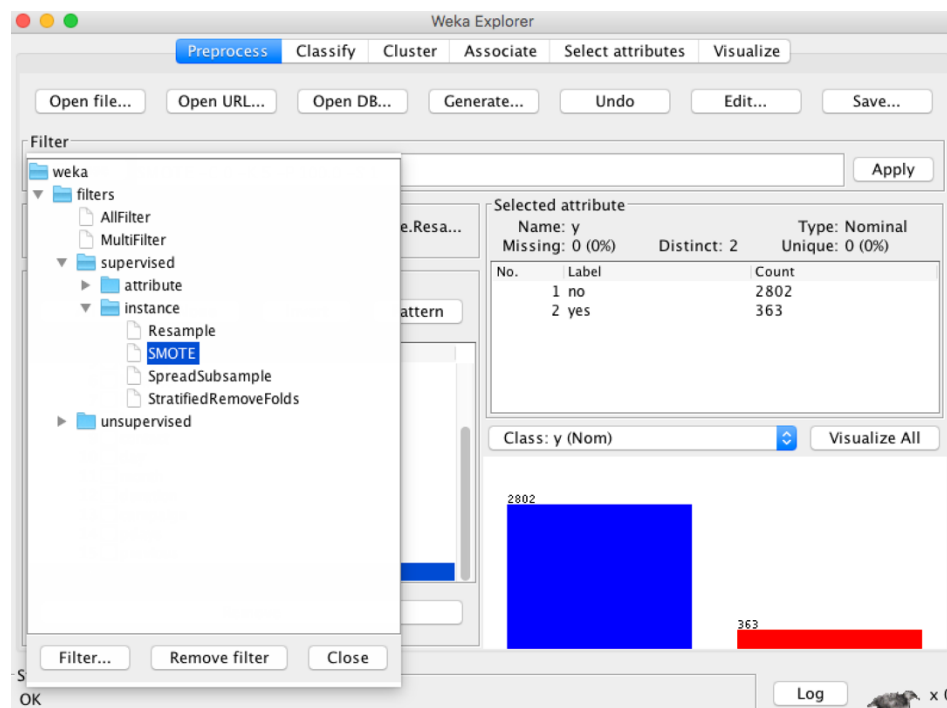 Weka Explorer
Preprocess Classify Cluster Associate Select attributes Visualize
Open file... Open URL... Open DB... Generate... Undo Edit... Save...
Filter
Apply
weka
filters
AllFilter
MultiFilter
supervised
attribute
instance
Resample
SMOTE
SpreadSubsample
StratifiedRemoveFolds
unsupervised
Filter... Remove filter Close
e.Resa...
attern
Selected attribute
Name: y Type: Nominal
Missing: 0 (0%) Distinct: 2 Unique: 0 (0%)
No. Label Count
1 no 2802
2 yes 363
Class: y (Nom) Visualize All
2802
363
S
OK
Log x